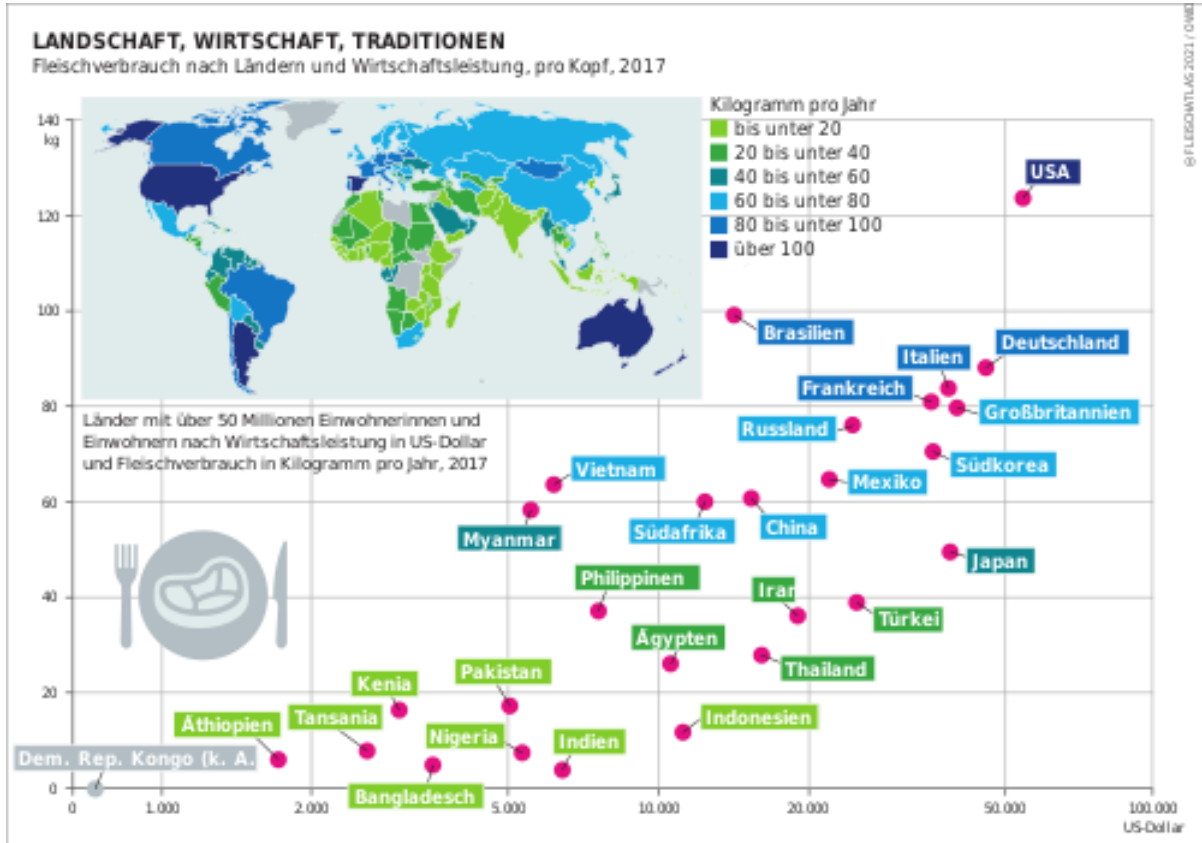 LANDSCHAFT, WIRTSCHAFT, TRADITIONEN
Fleischverbrauch nach Ländern und Wirtschaftsleistung, pro Kopf, 2017
Kilogramm pro Jahr
bis unter 20
20 bis unter 40
40 bis unter 60
60 bis unter 80
80 bis unter 100
über 100
140
kg
120
100
80
60
40
20
0
Länder mit über 50 Millionen Einwohnerinnen und
Einwohnern nach Wirtschaftsleistung in US-Dollar
und Fleischverbrauch in Kilogramm pro Jahr, 2017
USA
Brasilien
Deutschland
Italien
Frankreich
Großbritannien
Russland
Südkorea
Vietnam
Mexiko
Myanmar
Südafrika
China
Japan
Philippinen
Iran
Türkei
Ägypten
Thailand
Pakistan
Kenia
Äthiopien
Tansania
Nigeria
Indien
Indonesien
Dem. Rep. Kongo (k. A.
Bangladesch
0
1.000
2.000
5.000
10.000
20.000
50.000
100.000
US-Dollar
© FLEISCHATLAS 2021 / OWID